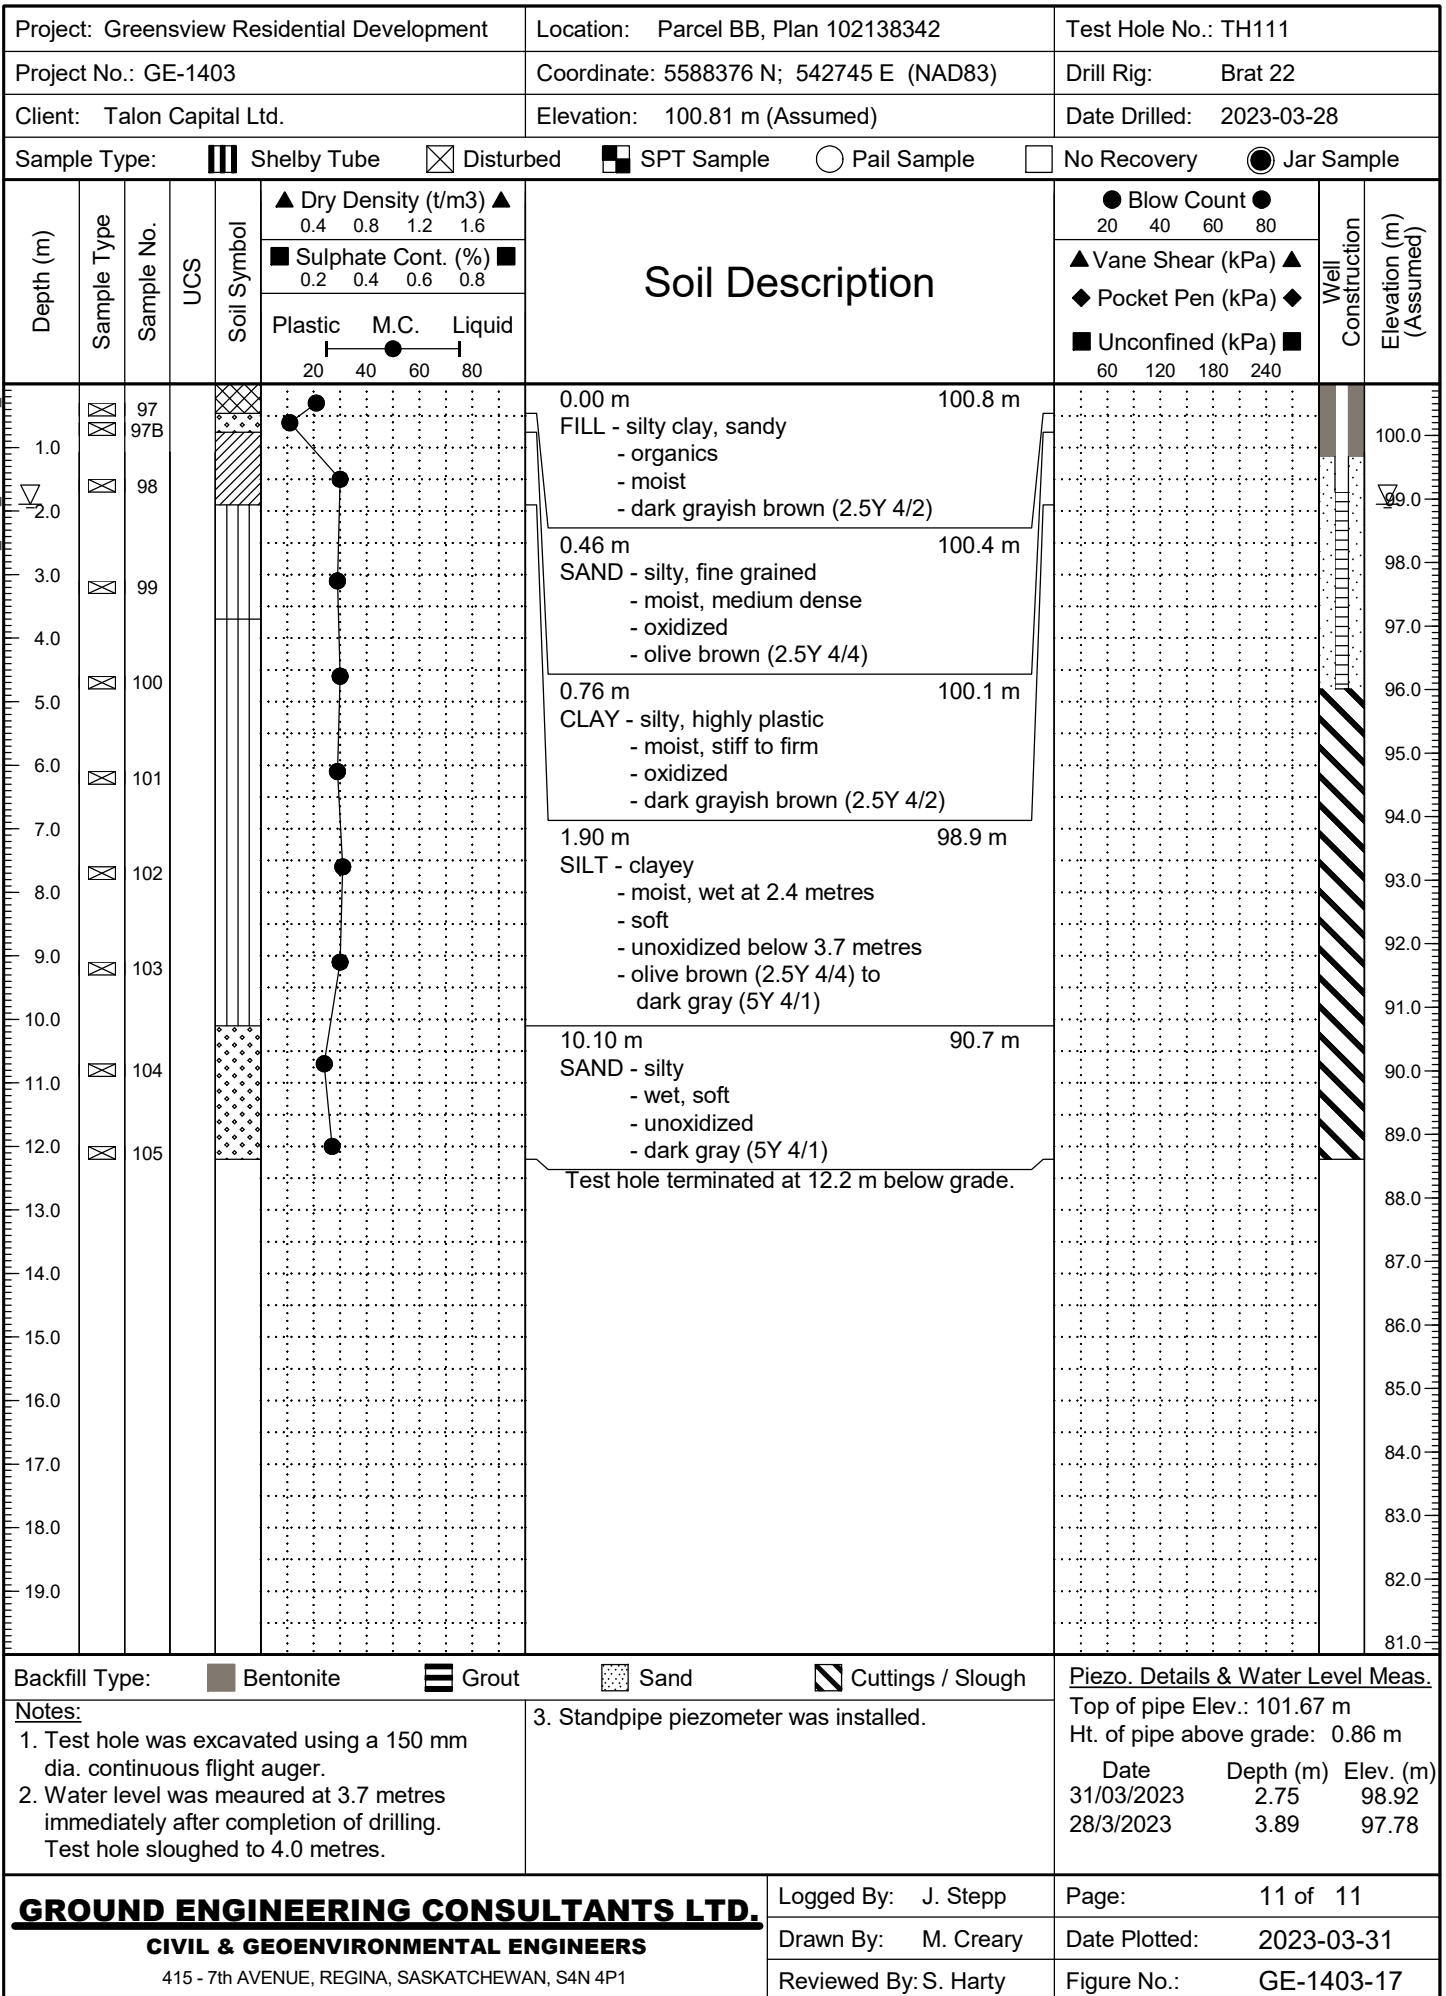 Project: Greensview Residential Development
Location: Parcel BB, Plan 102138342
Test Hole No.: TH111
Project No.: GE-1403
Coordinate: 5588376 N; 542745 E (NAD83)
Drill Rig: Brat 22
Client: Talon Capital Ltd.
Elevation: 100.81 m (Assumed)
Date Drilled: 2023-03-28
Sample Type: Shelby Tube Disturbed SPT Sample Pail Sample No Recovery Jar Sample
Depth (m)
Sample Type
Sample No.
UCS
Soil Symbol
▲ Dry Density (t/m3) ▲
0.4 0.8 1.2 1.6
■ Sulphate Cont. (%) ■
0.2 0.4 0.6 0.8
Plastic M.C. Liquid
20 40 60 80
Soil Description
● Blow Count ●
20 40 60 80
▲ Vane Shear (kPa) ▲
◆ Pocket Pen (kPa) ◆
■ Unconfined (kPa) ■
60 120 180 240
Well
Construction
Elevation (m)
(Assumed)
1.0
2.0
3.0
4.0
5.0
6.0
7.0
8.0
9.0
10.0
11.0
12.0
13.0
14.0
15.0
16.0
17.0
18.0
19.0
97
97B
98
99
100
101
102
103
104
105
0.00 m 100.8 m
FILL - silty clay, sandy
- organics
- moist
- dark grayish brown (2.5Y 4/2)
0.46 m 100.4 m
SAND - silty, fine grained
- moist, medium dense
- oxidized
- olive brown (2.5Y 4/4)
0.76 m 100.1 m
CLAY - silty, highly plastic
- moist, stiff to firm
- oxidized
- dark grayish brown (2.5Y 4/2)
1.90 m 98.9 m
SILT - clayey
- moist, wet at 2.4 metres
- soft
- unoxidized below 3.7 metres
- olive brown (2.5Y 4/4) to
dark gray (5Y 4/1)
10.10 m 90.7 m
SAND - silty
- wet, soft
- unoxidized
- dark gray (5Y 4/1)
Test hole terminated at 12.2 m below grade.
100.0
99.0
98.0
97.0
96.0
95.0
94.0
93.0
92.0
91.0
90.0
89.0
88.0
87.0
86.0
85.0
84.0
83.0
82.0
81.0
Backfill Type: Bentonite Grout Sand Cuttings / Slough
Notes:
1. Test hole was excavated using a 150 mm
dia. continuous flight auger.
2. Water level was meaured at 3.7 metres
immediately after completion of drilling.
Test hole sloughed to 4.0 metres.
3. Standpipe piezometer was installed.
Piezo. Details & Water Level Meas.
Top of pipe Elev.: 101.67 m
Ht. of pipe above grade: 0.86 m
Date Depth (m) Elev. (m)
31/03/2023 2.75 98.92
28/3/2023 3.89 97.78
GROUND ENGINEERING CONSULTANTS LTD.
CIVIL & GEOENVIRONMENTAL ENGINEERS
415 - 7th AVENUE, REGINA, SASKATCHEWAN, S4N 4P1
Logged By: J. Stepp
Drawn By: M. Creary
Reviewed By: S. Harty
Page: 11 of 11
Date Plotted: 2023-03-31
Figure No.: GE-1403-17